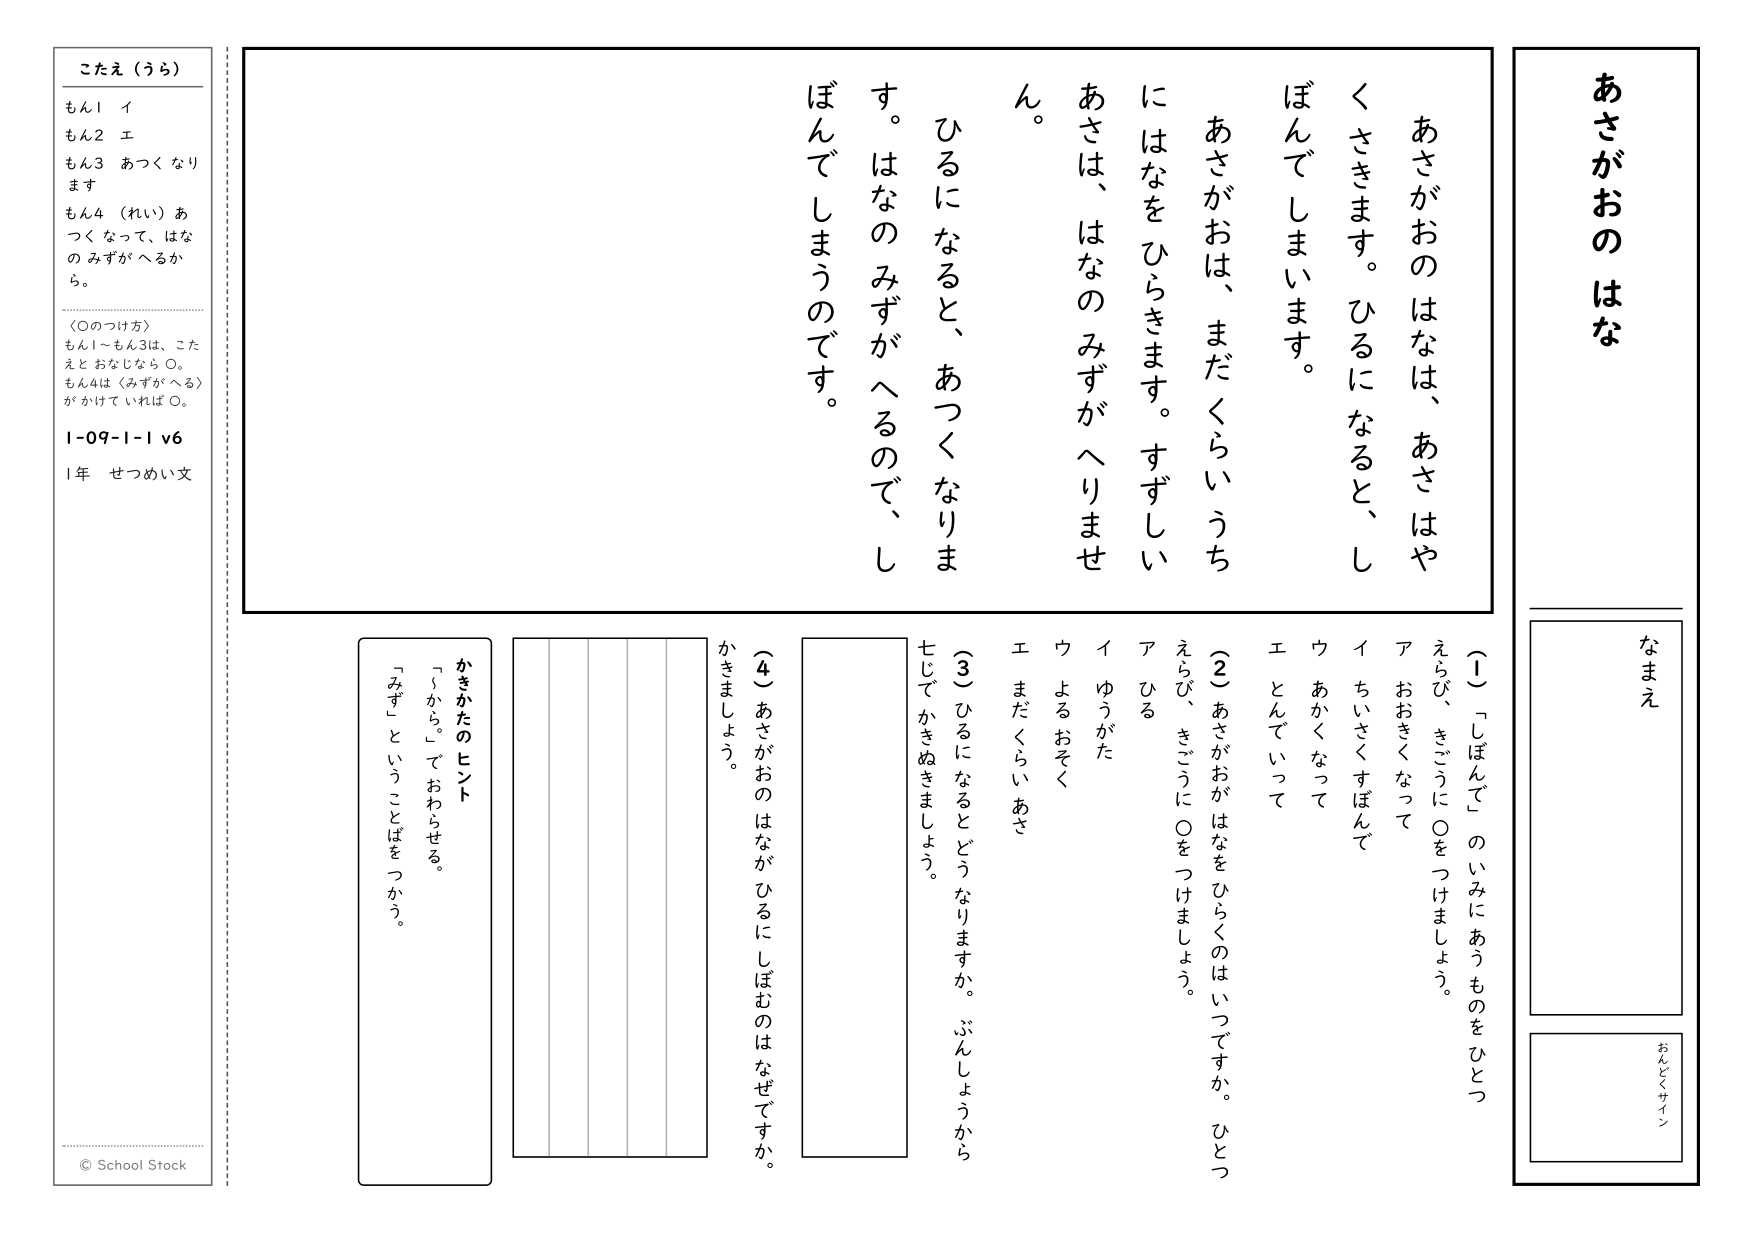 あさがおの はな
なまえ
おんどくサイン
あさがおの はなは、あさ はや
く さきます。ひるに なると、し
ぼんで しまいます。
あさがおは、まだ くらい うち
に はなを ひらきます。すずしい
あさは、はなの みずが へりませ
ん。
ひるに なると、あつく なりま
す。はなの みずが へるので、し
ぼんで しまうのです。
(1)「しぼんで」の いみに あう ものを ひとつ
えらび、きごうに 〇を つけましょう。
ア おおきく なって
イ ちいさく すぼんで
ウ あかく なって
エ とんで いって
(2) あさがおが はなを ひらくのは いつですか。ひとつ
えらび、きごうに 〇を つけましょう。
ア ひる
イ ゆうがた
ウ よる おそく
エ まだ くらい あさ
(3) ひるに なると どう なりますか。ぶんしょうから
七じで かきぬきましょう。
(4) あさがおの はなが ひるに しぼむのは なぜですか。
かきましょう。
かきかたの ヒント
「〜から。」で おわらせる。
「みず」と いう ことばを つかう。
こたえ（うら）
もん1 イ
もん2 エ
もん3 あつく なり
ます
もん4 （れい）あ
つく なって、はな
の みずが へるか
ら。
〈〇のつけ方〉
もん1〜もん3は、こた
えと おなじなら 〇。
もん4は〈みずが へる〉
が かけて いれば 〇。
1-09-1-1 v6
1年 せつめい文
© School Stock